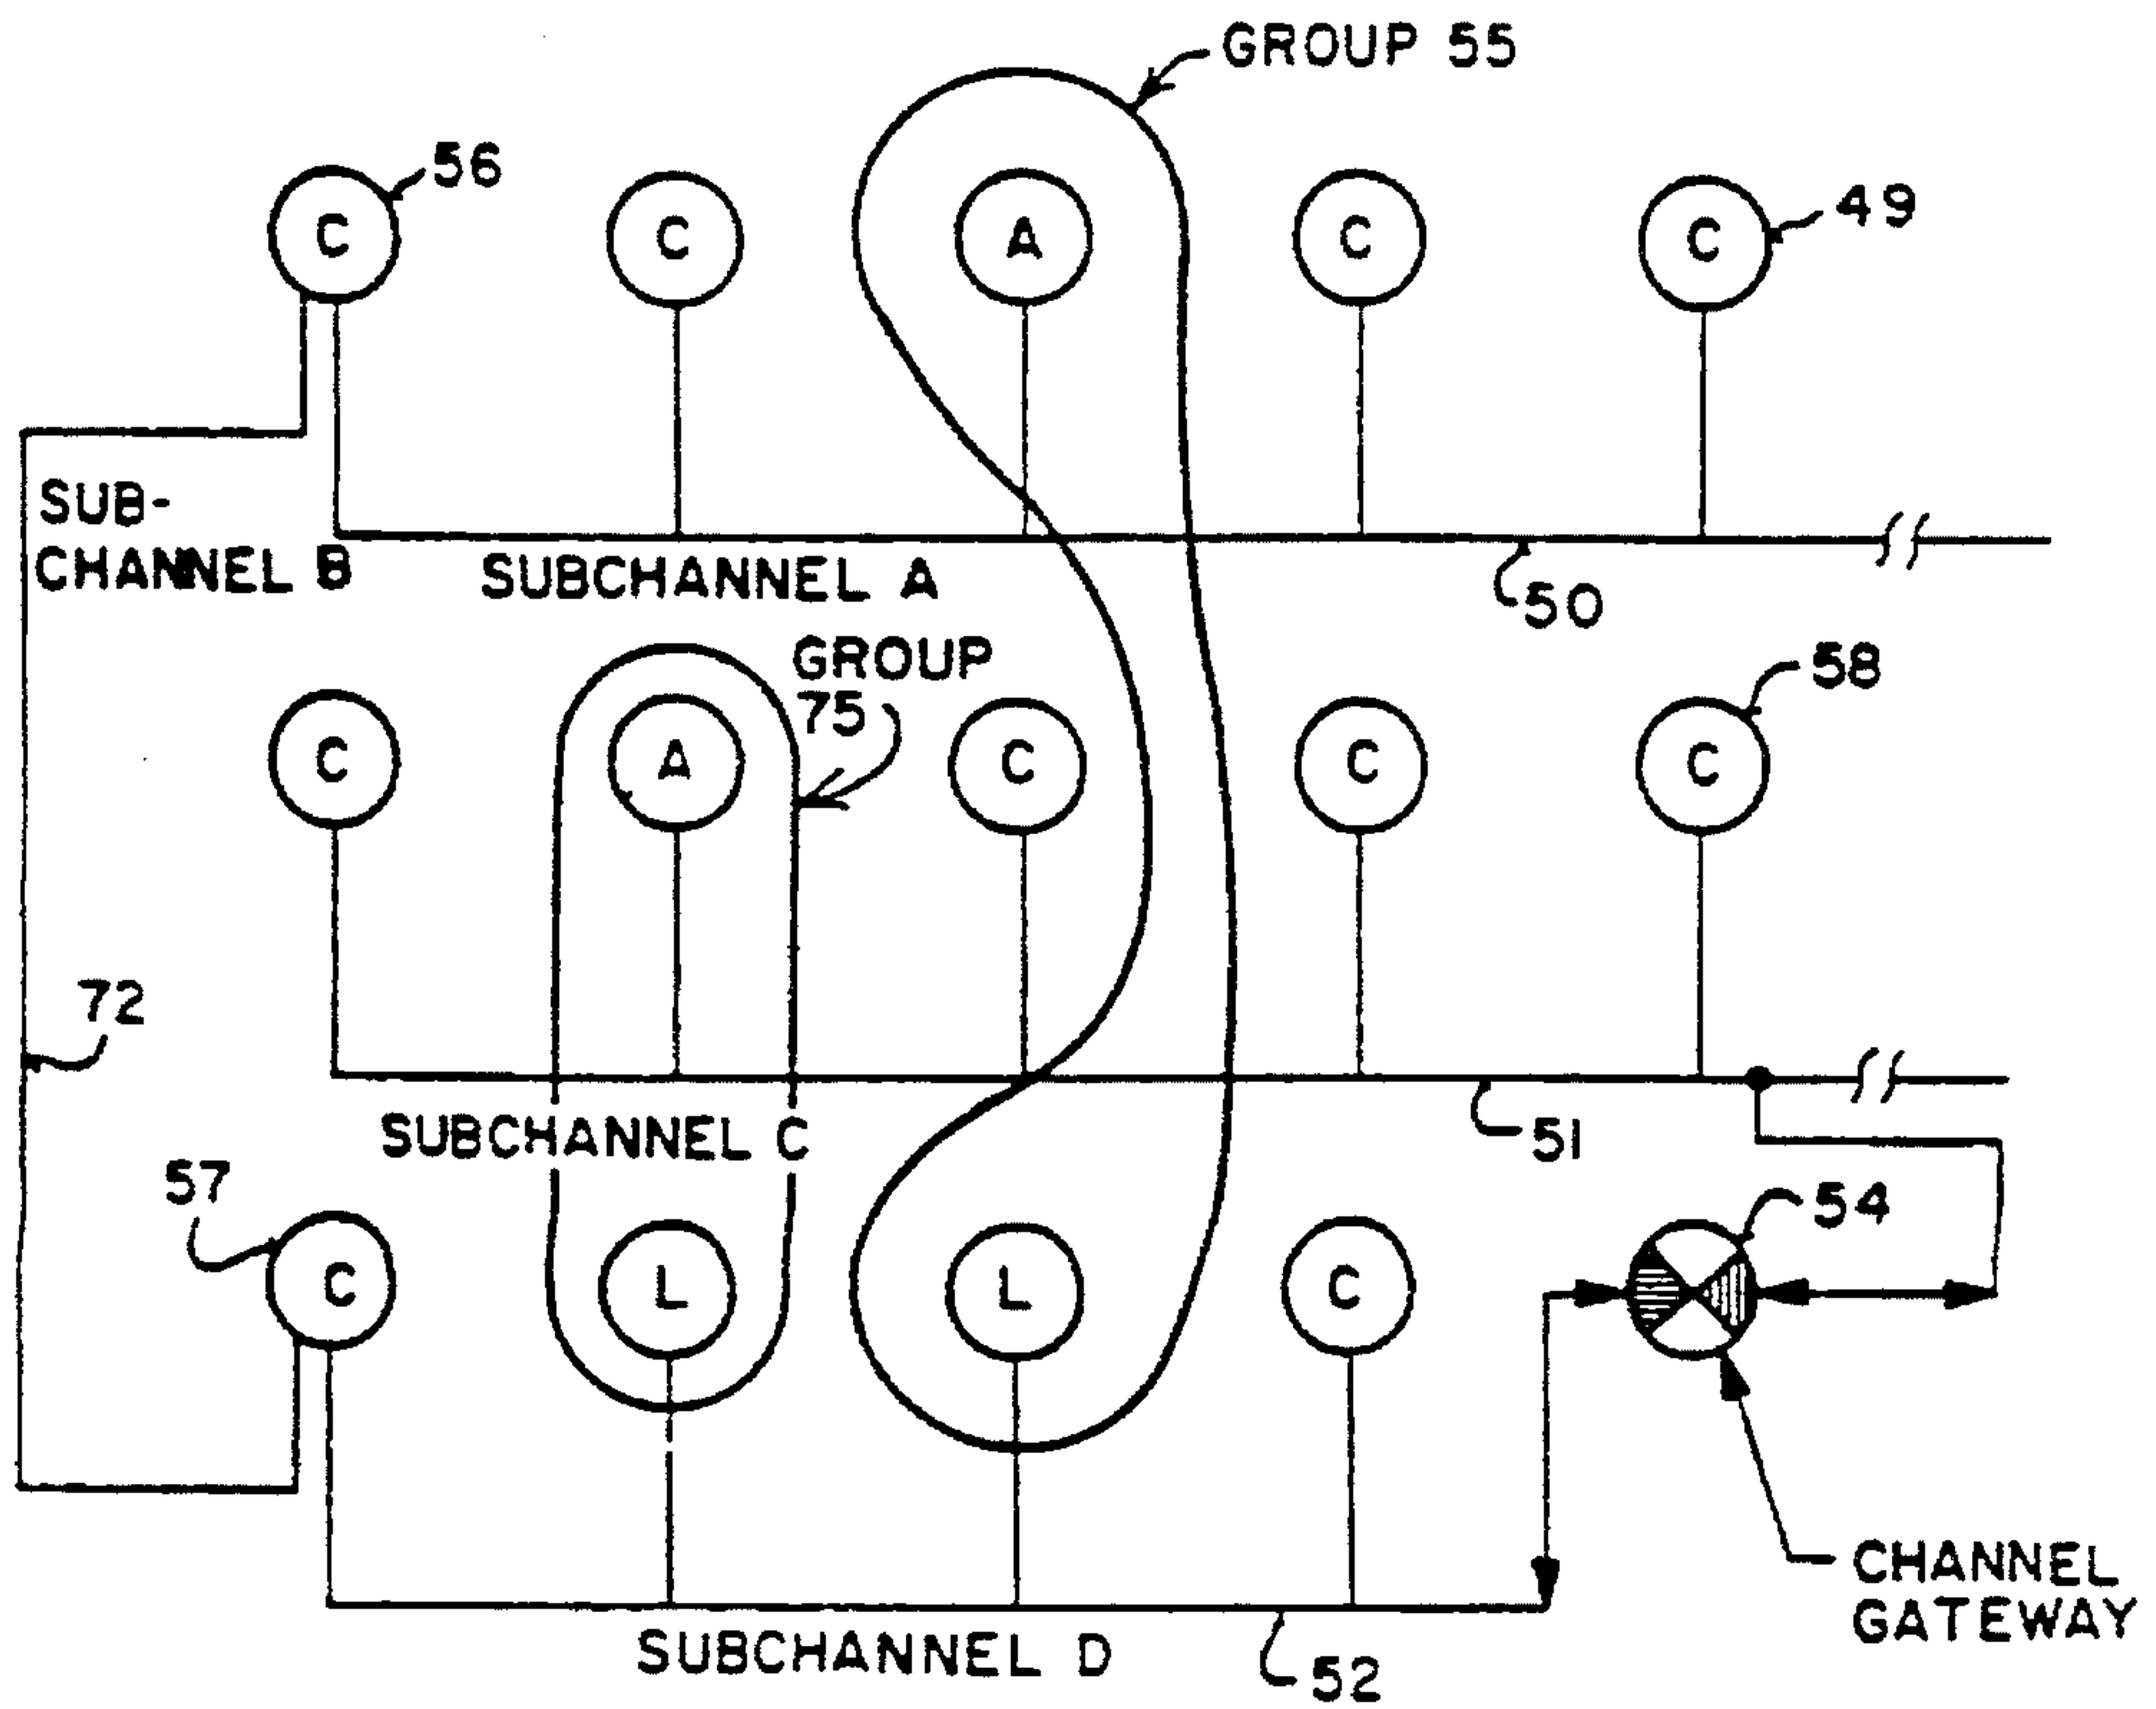 GROUP 55
56
C
C
A
C
C
49
SUB-
CHANNEL B
SUBCHANNEL A
50
GROUP
75
58
C
A
C
C
C
72
SUBCHANNEL C
51
57
54
C
L
L
C
CHANNEL
GATEWAY
SUBCHANNEL D
52